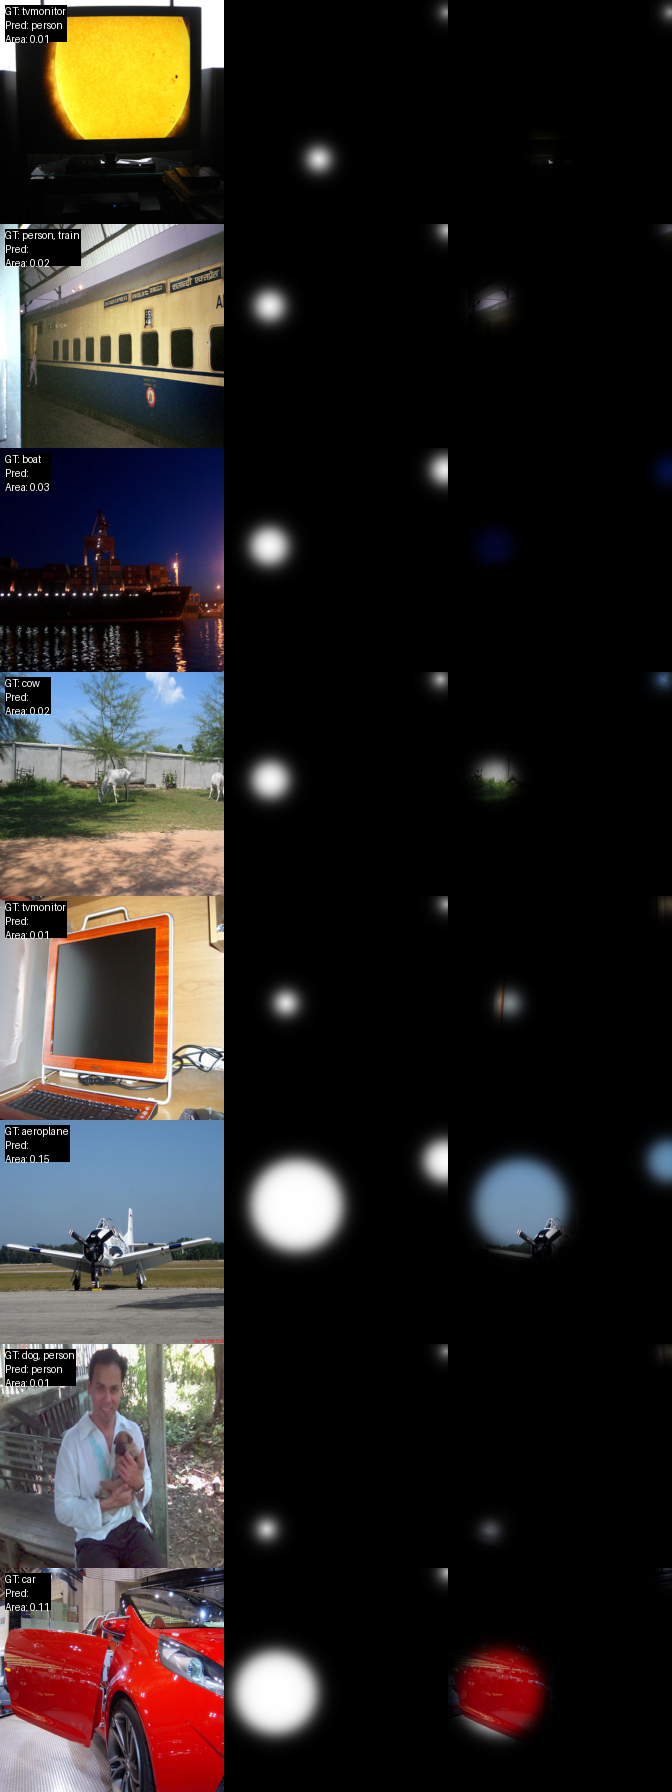 GT: tvmonitor
Pred: person
Area: 0.01
GT: person, train
Pred:
Area: 0.02
GT: boat
Pred:
Area: 0.03
GT: cow
Pred:
Area: 0.02
GT: tvmonitor
Pred:
Area: 0.01
GT: aeroplane
Pred:
Area: 0.15
GT: dog, person
Pred: person
Area: 0.01
GT: car
Pred:
Area: 0.11